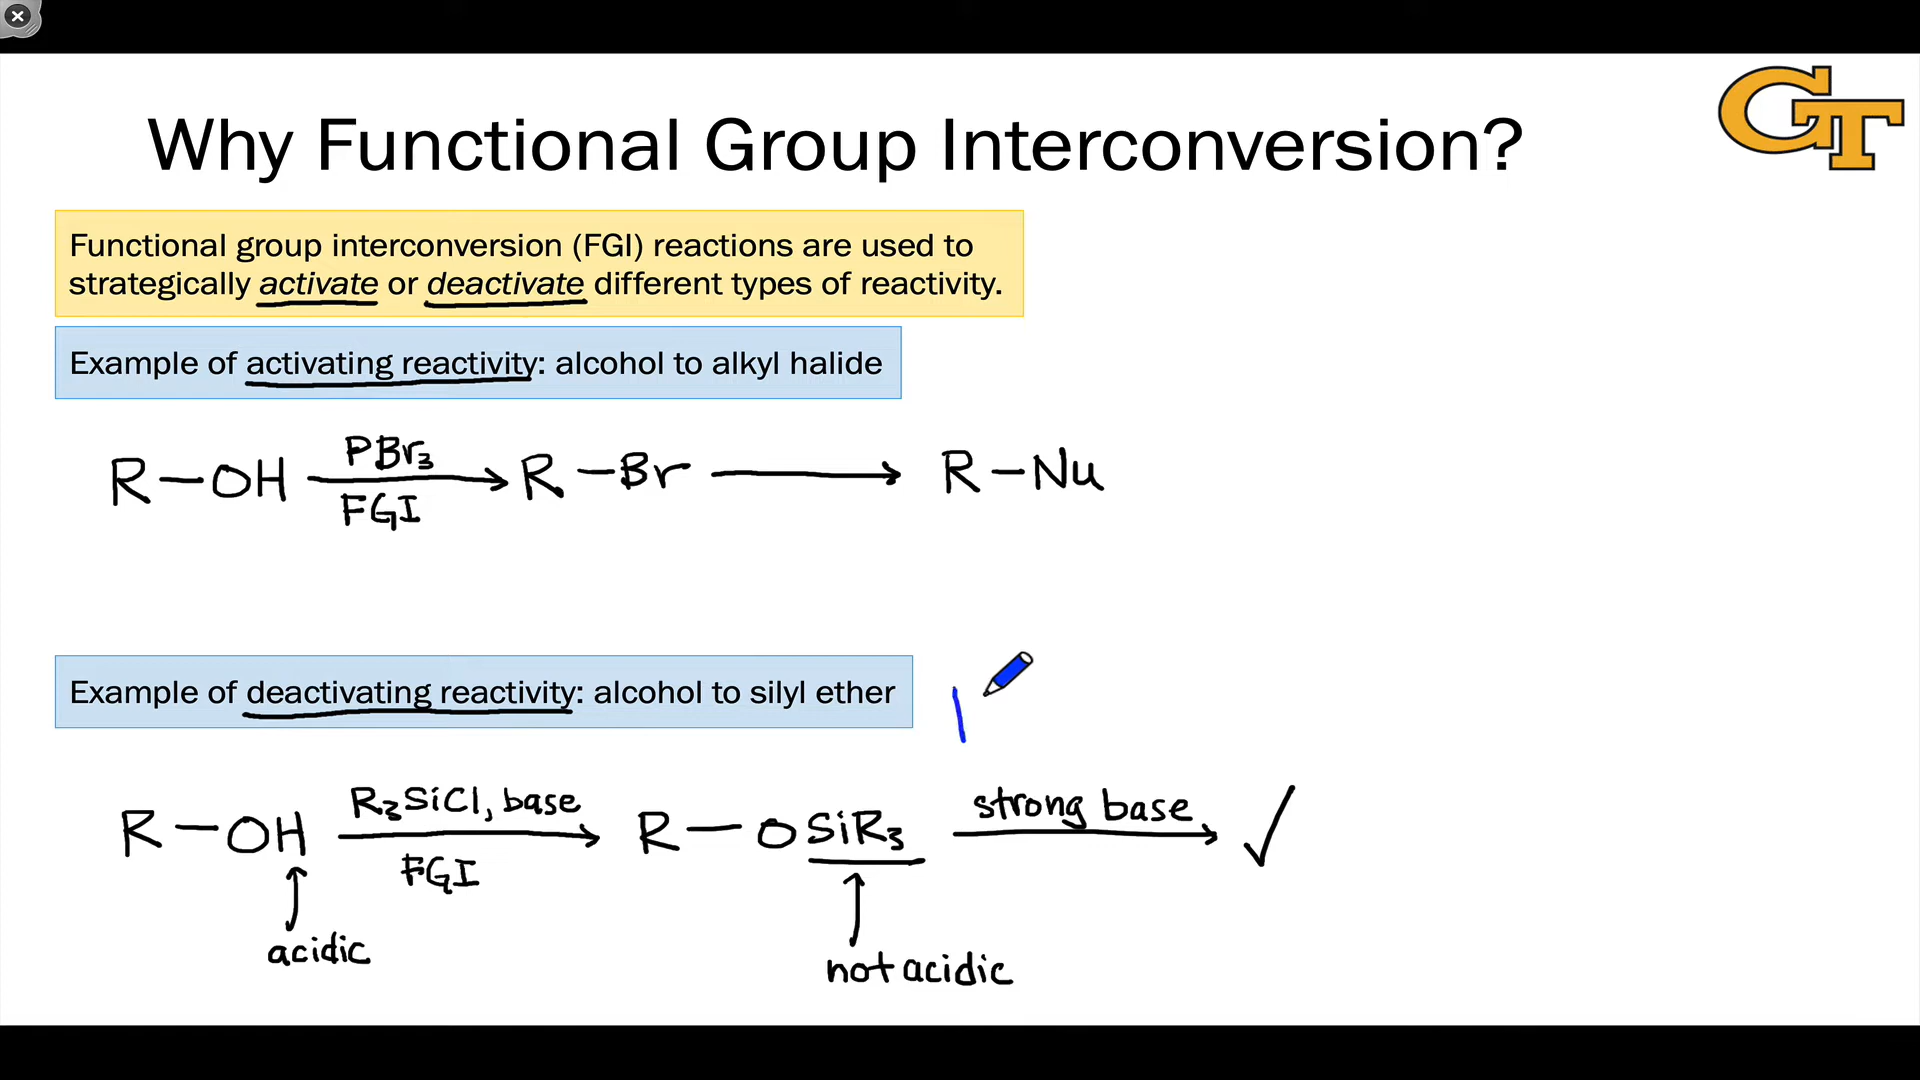 GT
Why Functional Group Interconversion?
Functional group interconversion (FGI) reactions are used to
strategically activate or deactivate different types of reactivity.
Example of activating reactivity: alcohol to alkyl halide
PBr₃
R—OH → R—Br → R—Nu
FGI
Example of deactivating reactivity: alcohol to silyl ether
R₃SiCl, base strong base
R—OH → R—OSiR₃ → ✓
FGI
acidic
not acidic